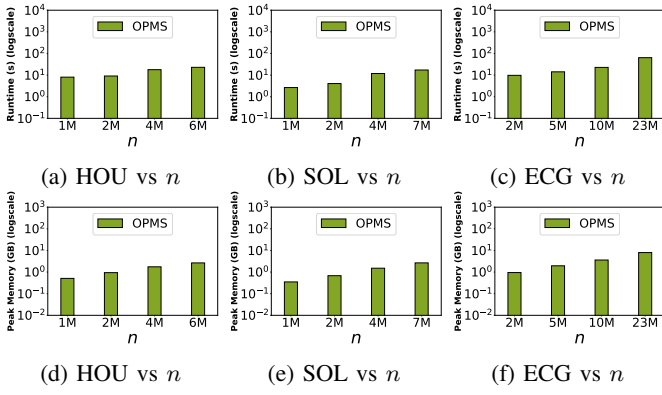 Runtime (s) (logscale)
10^4
10^3
10^2
10^1
10^0
10^-1
OPMS
1M 2M 4M 6M
n
(a) HOU vs n
Runtime (s) (logscale)
10^4
10^3
10^2
10^1
10^0
10^-1
OPMS
1M 2M 4M 7M
n
(b) SOL vs n
Runtime (s) (logscale)
10^4
10^3
10^2
10^1
10^0
10^-1
OPMS
2M 5M 10M 23M
n
(c) ECG vs n
Peak Memory (GB) (logscale)
10^3
10^2
10^1
10^0
10^-1
10^-2
OPMS
1M 2M 4M 6M
n
(d) HOU vs n
Peak Memory (GB) (logscale)
10^3
10^2
10^1
10^0
10^-1
10^-2
OPMS
1M 2M 4M 7M
n
(e) SOL vs n
Peak Memory (GB) (logscale)
10^3
10^2
10^1
10^0
10^-1
10^-2
OPMS
2M 5M 10M 23M
n
(f) ECG vs n